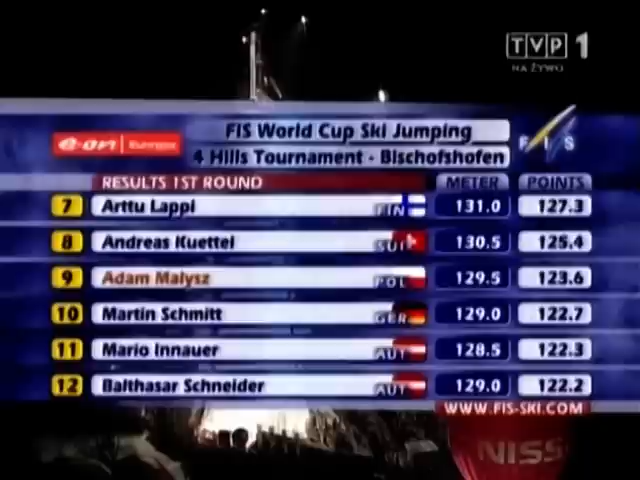 TVP 1
NA ŻYWO
e·on | Europa
FIS World Cup Ski Jumping
4 Hills Tournament - Bischofshofen
FIS
RESULTS 1ST ROUND METER POINTS
7 Arttu Lappi FIN 131.0 127.3
8 Andreas Kuettel SUI 130.5 125.4
9 Adam Malysz POL 129.5 123.6
10 Martin Schmitt GER 129.0 122.7
11 Mario Innauer AUT 128.5 122.3
12 Balthasar Schneider AUT 129.0 122.2
WWW.FIS-SKI.COM
NISS